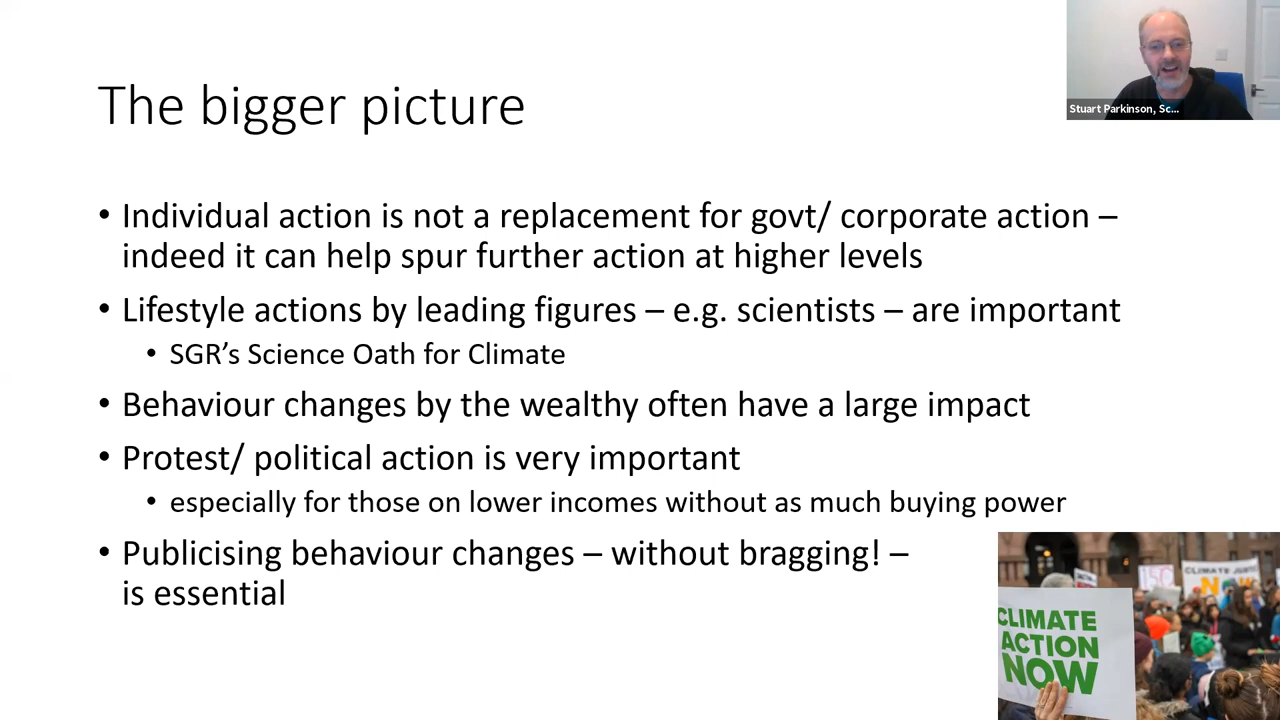 The bigger picture
Stuart Parkinson, Sc...
• Individual action is not a replacement for govt/ corporate action –
indeed it can help spur further action at higher levels
• Lifestyle actions by leading figures – e.g. scientists – are important
• SGR’s Science Oath for Climate
• Behaviour changes by the wealthy often have a large impact
• Protest/ political action is very important
• especially for those on lower incomes without as much buying power
• Publicising behaviour changes – without bragging! –
is essential
CLIMATE
NOW
CLIMATE
ACTION
NOW